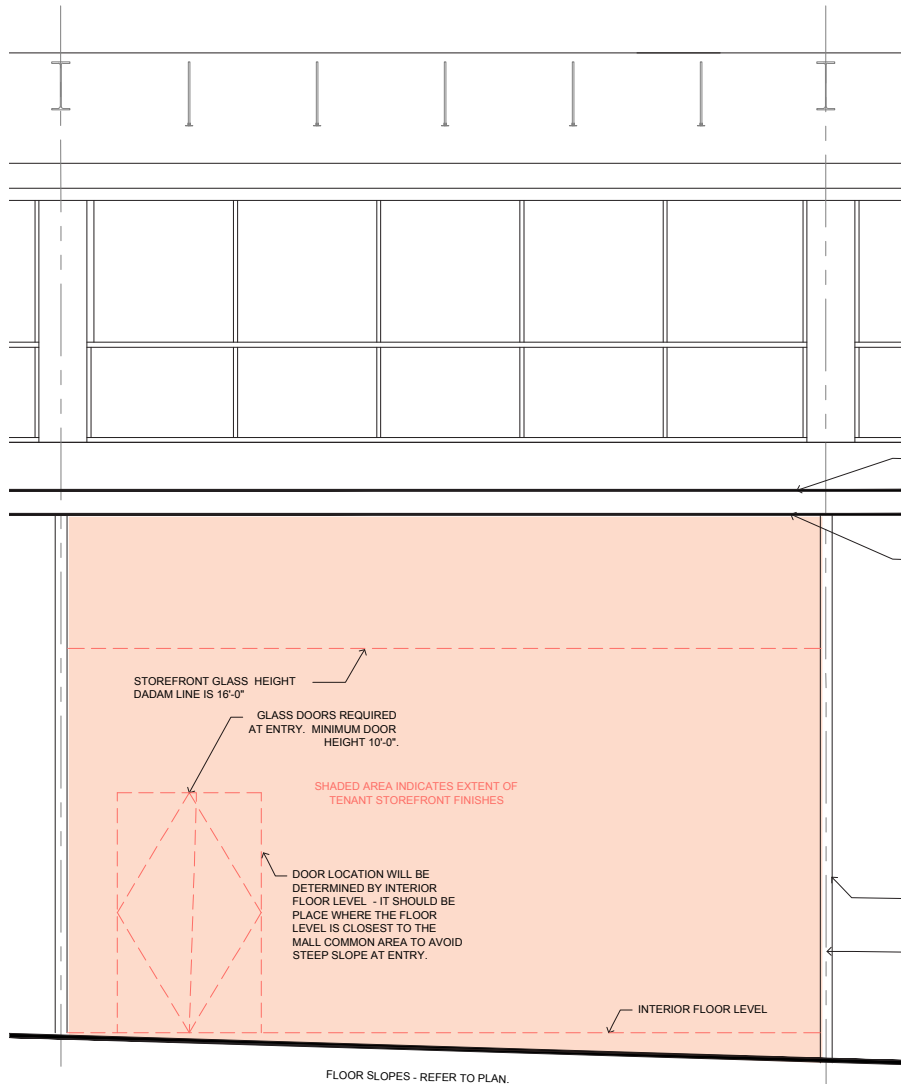 STOREFRONT GLASS HEIGHT
DADAM LINE IS 16'-0"
GLASS DOORS REQUIRED
AT ENTRY. MINIMUM DOOR
HEIGHT 10'-0".
SHADED AREA INDICATES EXTENT OF
TENANT STOREFRONT FINISHES
DOOR LOCATION WILL BE
DETERMINED BY INTERIOR
FLOOR LEVEL - IT SHOULD BE
PLACE WHERE THE FLOOR
LEVEL IS CLOSEST TO THE
MALL COMMON AREA TO AVOID
STEEP SLOPE AT ENTRY.
INTERIOR FLOOR LEVEL
FLOOR SLOPES - REFER TO PLAN.